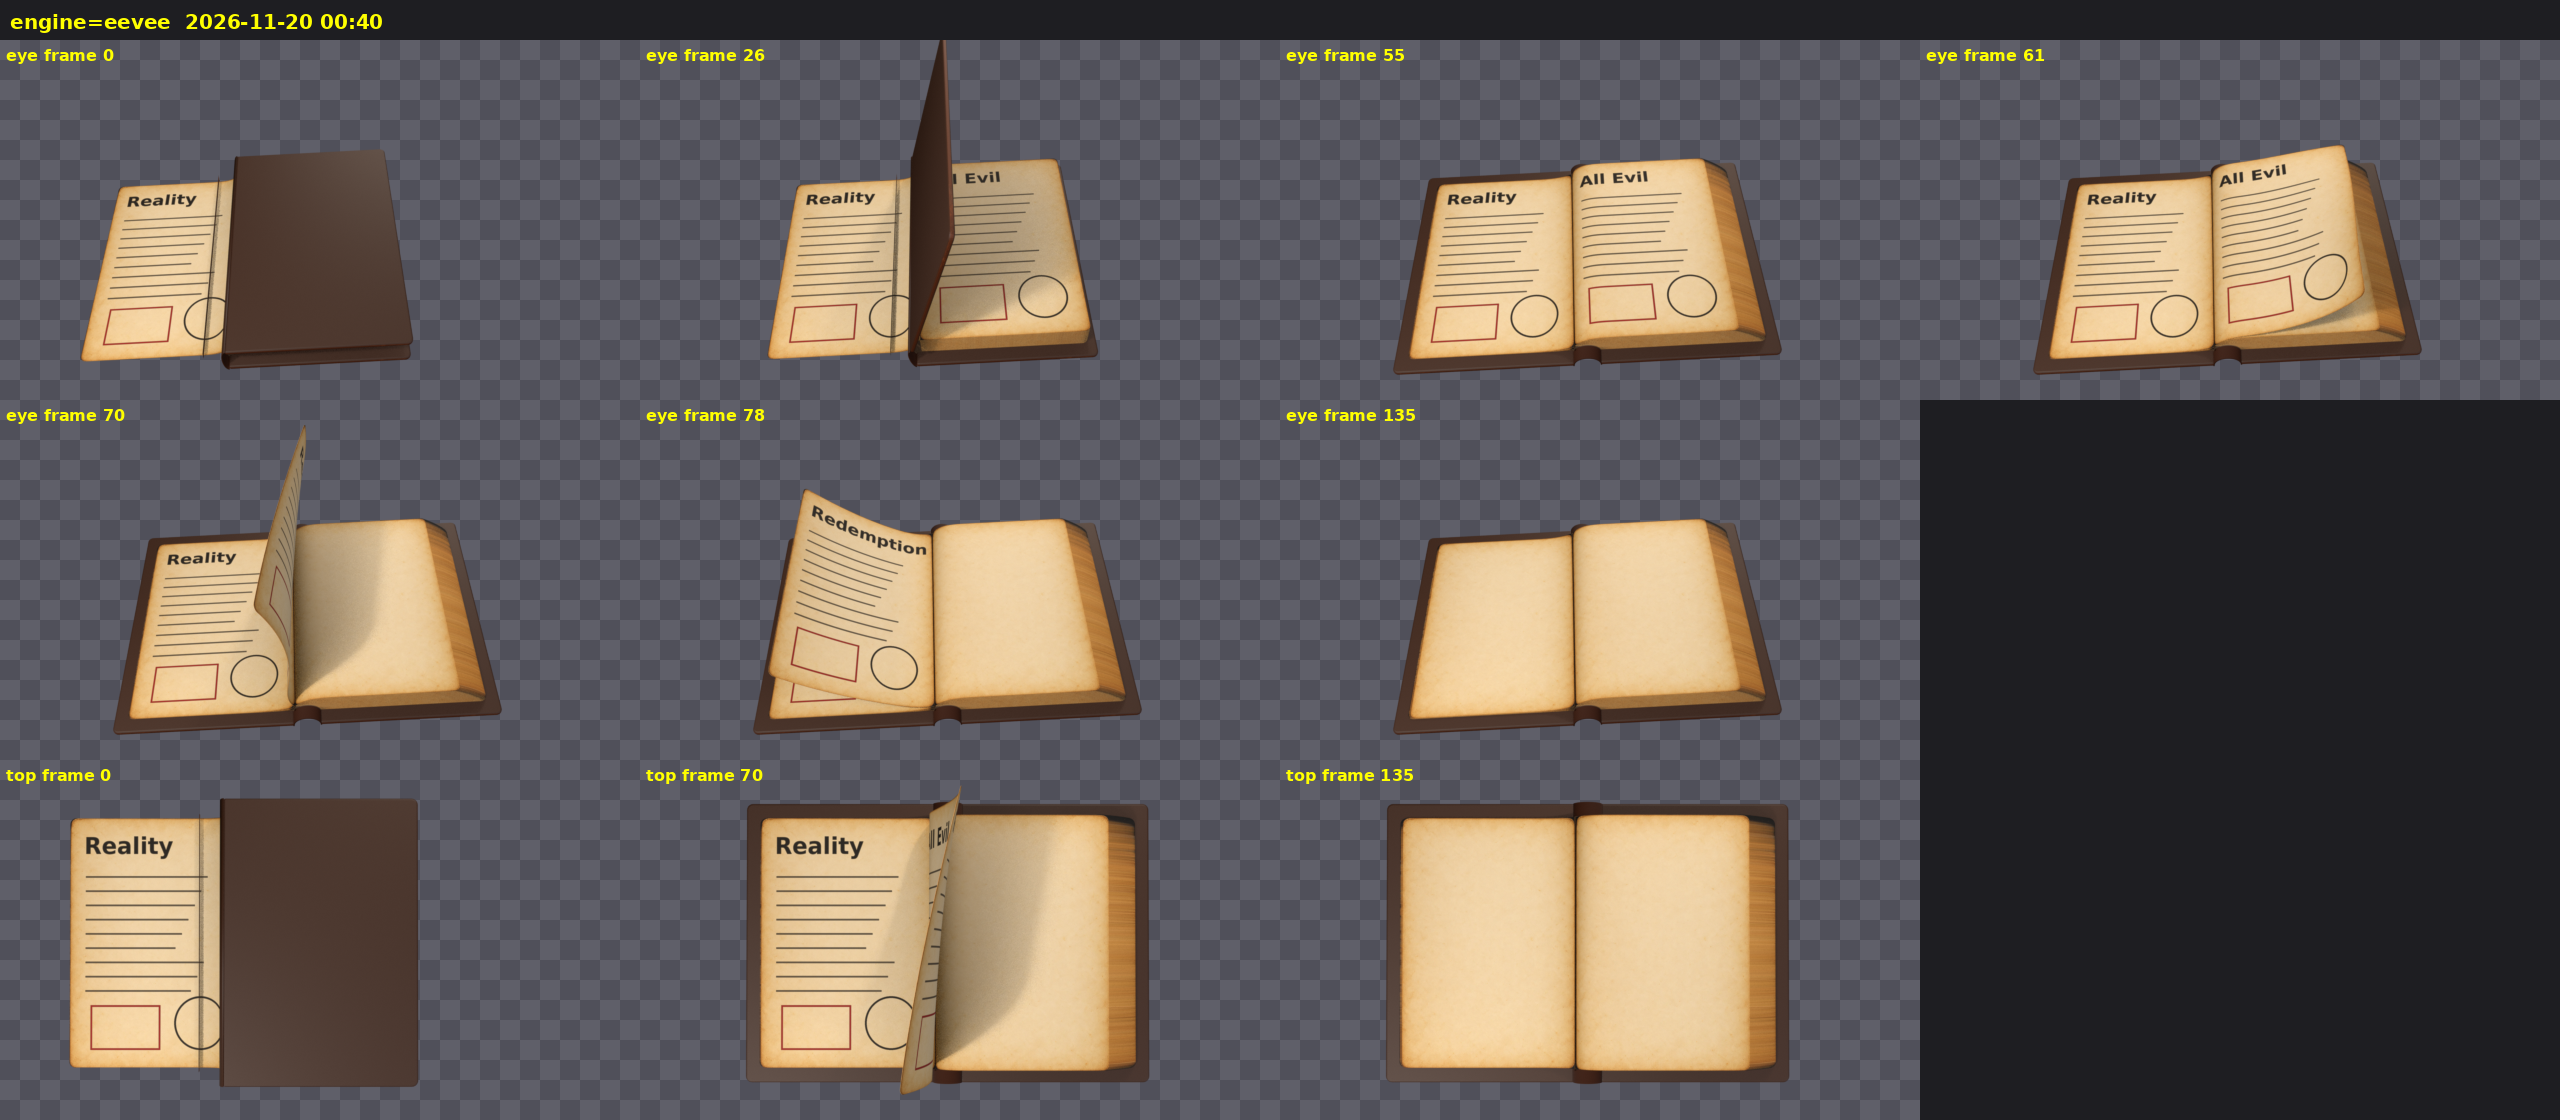 engine=eevee 2026-11-20 00:40
eye frame 0
eye frame 26
eye frame 55
eye frame 61
Reality
Reality
l Evil
Reality
All Evil
Reality
All Evil
eye frame 70
eye frame 78
eye frame 135
Reality
Redemption
top frame 0
top frame 70
top frame 135
Reality
Reality
ll Evil